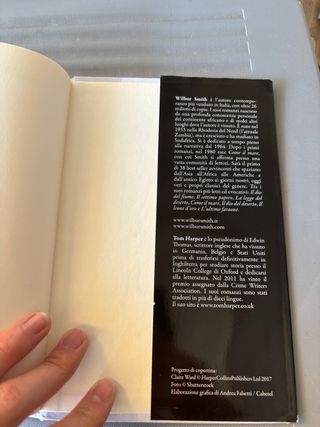 Wilbur Smith è l'autore contempo-
raneo più venduto in Italia, con oltre 26
milioni di copie. I suoi romanzi nascono
da una profonda conoscenza personale
del continente africano e di molti altri
luoghi dove l'autore è vissuto. È nato nel
1933 nella Rhodesia del Nord (l'attuale
Zambia), ma è cresciuto e ha studiato in
Sudafrica. Si è dedicato a tempo pieno
alla narrativa dal 1964. Dopo i primi
romanzi, nel 1980 esce Come il mare,
con cui Smith si afferma presso una
vasta comunità di lettori. Sarà il primo
di 38 best seller avvincenti che spaziano
dall'Asia all'Africa alle Americhe e
dall'antico Egitto ai giorni nostri, oggi
veri e propri classici del genere. Tra i
suoi romanzi più letti ed evocativi: Il dio
del fiume, Il settimo papiro, La legge del
deserto, Come il mare, Il dio del deserto, Il
leone d'oro e L'ultimo faraone.
www.wilbursmith.it
www.wilbursmith.com
Tom Harper è lo pseudonimo di Edwin
Thomas, scrittore inglese che ha vissuto
in Germania, Belgio e Stati Uniti
prima di trasferirsi definitivamente in
Inghilterra per studiare storia presso il
Lincoln College di Oxford e dedicarsi
alla letteratura. Nel 2011 ha vinto il
premio assegnato dalla Crime Writers
Association. I suoi romanzi sono stati
tradotti in più di dieci lingue.
Il suo sito è www.tomharper.co.uk
Progetto di copertina:
Claire Ward © HarperCollinsPublishers Ltd 2017
Foto © Shutterstock
Elaborazione grafica di Andrea Falsetti / Cahetel